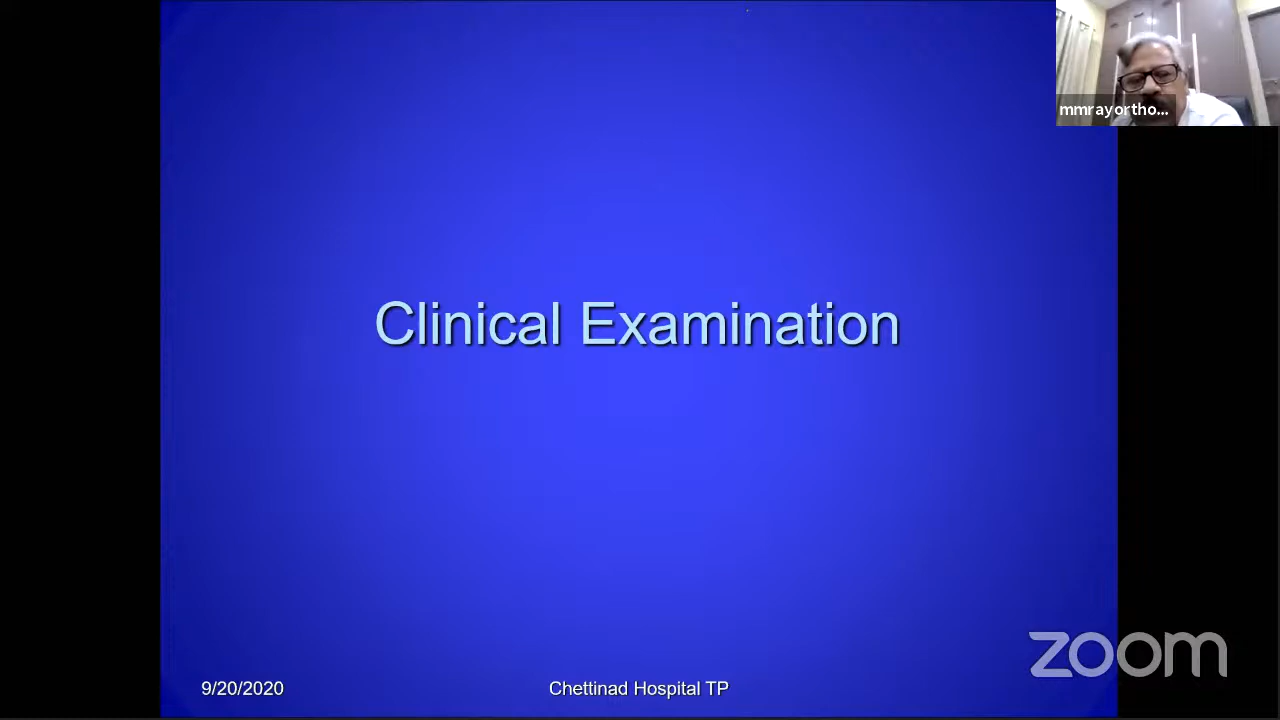 mmrayortho...
Clinical Examination
zoom
9/20/2020
Chettinad Hospital TP